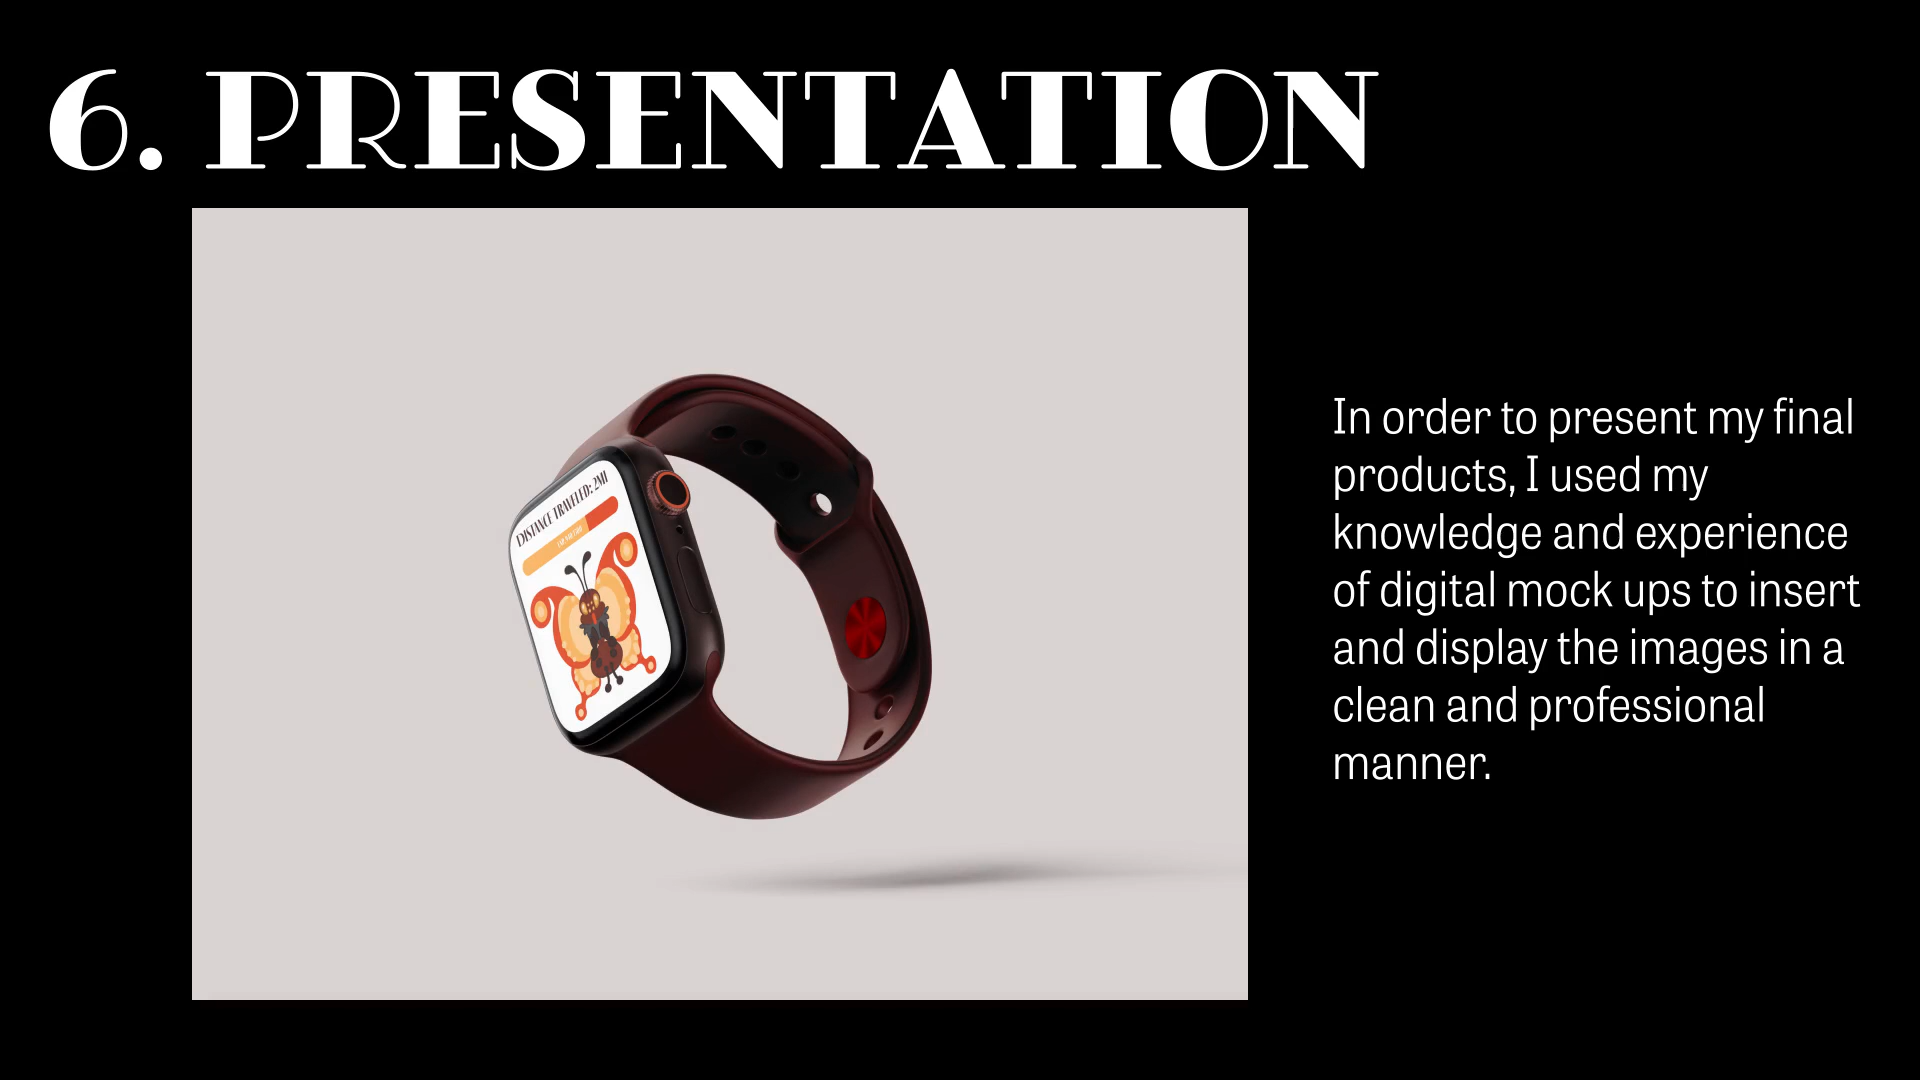 6. PRESENTATION
DISTANCE TRAVELED: 2MI
In order to present my final
products, I used my
knowledge and experience
of digital mock ups to insert
and display the images in a
clean and professional
manner.